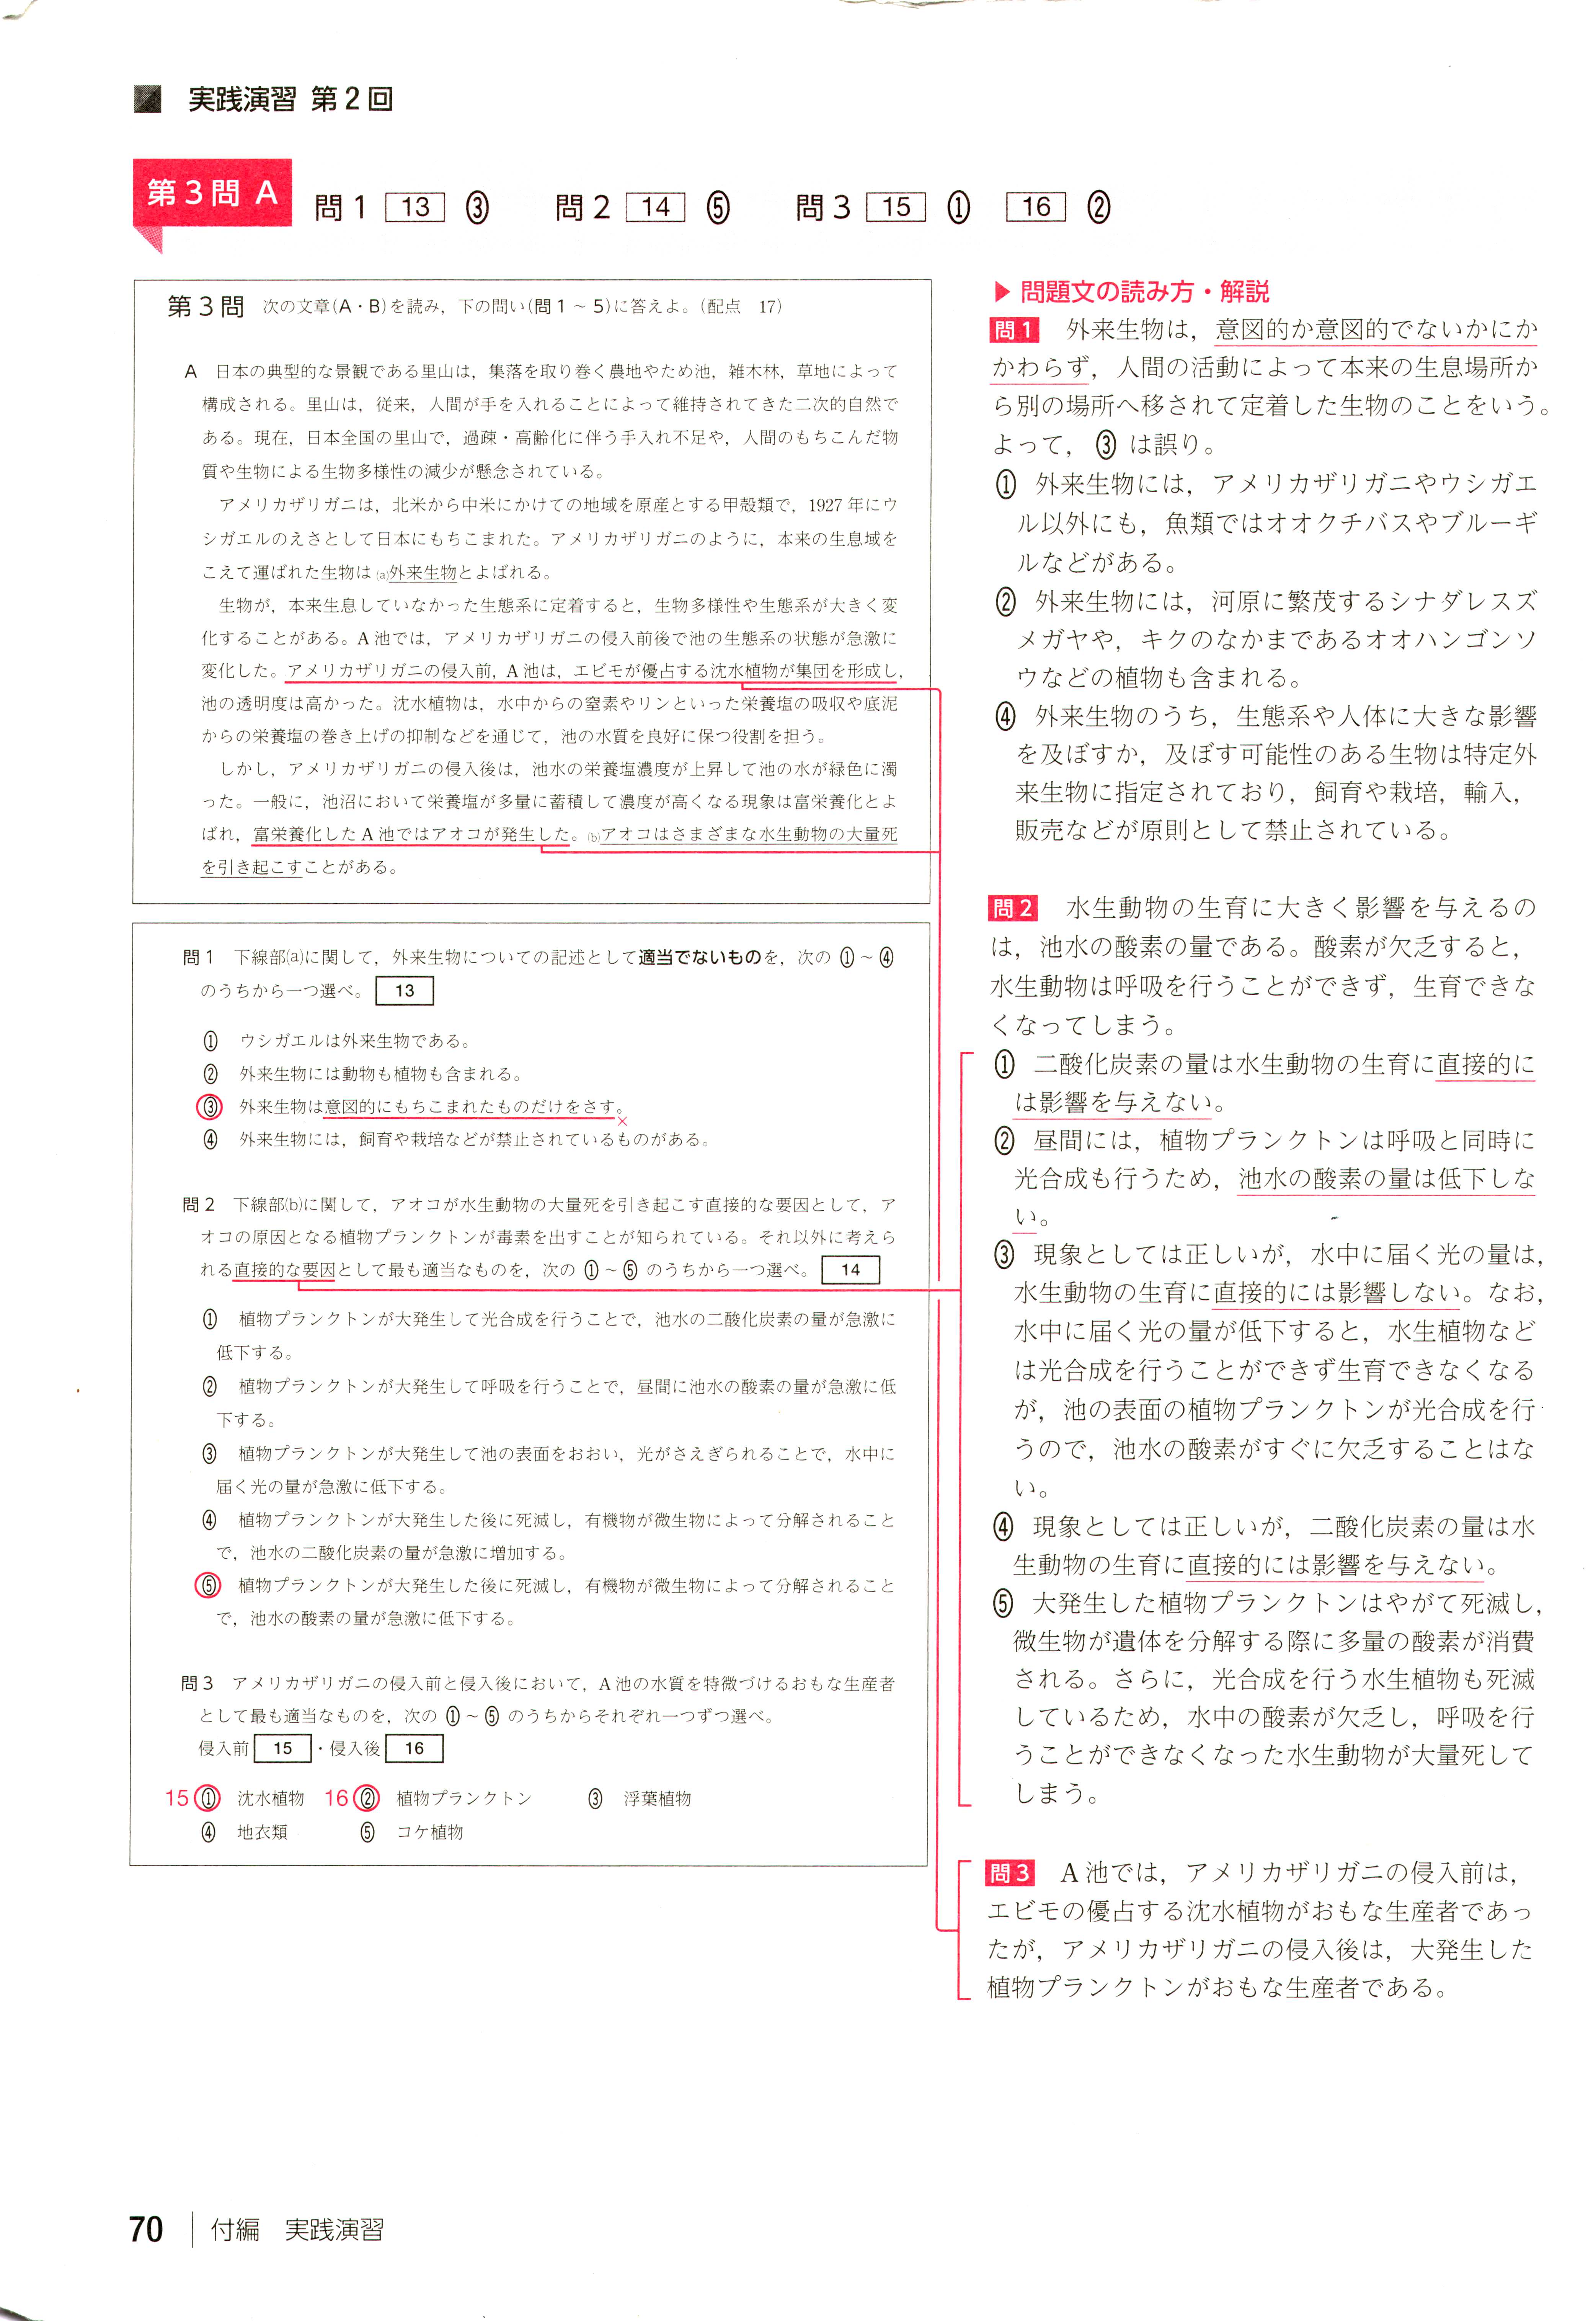 実践演習 第2回
第3問 A
問1 13 ③ 問2 14 ⑤ 問3 15 ① 16 ②
第3問 次の文章(A・B)を読み，下の問い(問1～5)に答えよ。(配点 17)
A 日本の典型的な景観である里山は，集落を取り巻く農地やため池，雑木林，草地によって
構成される。里山は，従来，人間が手を入れることによって維持されてきた二次的自然で
ある。現在，日本全国の里山で，過疎・高齢化に伴う手入れ不足や，人間のもちこんだ物
質や生物による生物多様性の減少が懸念されている。
アメリカザリガニは，北米から中米にかけての地域を原産とする甲殻類で，1927年にウ
シガエルのえさとして日本にもちこまれた。アメリカザリガニのように，本来の生息域を
こえて運ばれた生物は(a)外来生物とよばれる。
生物が，本来生息していなかった生態系に定着すると，生物多様性や生態系が大きく変
化することがある。A池では，アメリカザリガニの侵入前後で池の生態系の状態が急激に
変化した。アメリカザリガニの侵入前，A池は，エビモが優占する沈水植物が集団を形成し，
池の透明度は高かった。沈水植物は，水中からの窒素やリンといった栄養塩の吸収や底泥
からの栄養塩の巻き上げの抑制などを通じて，池の水質を良好に保つ役割を担う。
しかし，アメリカザリガニの侵入後は，池水の栄養塩濃度が上昇して池の水が緑色に濁
った。一般に，池沼において栄養塩が多量に蓄積して濃度が高くなる現象は富栄養化とよ
ばれ，富栄養化したA池ではアオコが発生した。(b)アオコはさまざまな水生動物の大量死
を引き起こすことがある。
問1 下線部(a)に関して，外来生物についての記述として適当でないものを，次の①～④
のうちから一つ選べ。 13
① ウシガエルは外来生物である。
② 外来生物には動物も植物も含まれる。
③ 外来生物は意図的にもちこまれたものだけをさす。
×
④ 外来生物には，飼育や栽培などが禁止されているものがある。
問2 下線部(b)に関して，アオコが水生動物の大量死を引き起こす直接的な要因として，ア
オコの原因となる植物プランクトンが毒素を出すことが知られている。それ以外に考えら
れる直接的な要因として最も適当なものを，次の①～⑤のうちから一つ選べ。 14
① 植物プランクトンが大発生して光合成を行うことで，池水の二酸化炭素の量が急激に
低下する。
② 植物プランクトンが大発生して呼吸を行うことで，昼間に池水の酸素の量が急激に低
下する。
③ 植物プランクトンが大発生して池の表面をおおい，光がさえぎられることで，水中に
届く光の量が急激に低下する。
④ 植物プランクトンが大発生した後に死滅し，有機物が微生物によって分解されること
で，池水の二酸化炭素の量が急激に増加する。
⑤ 植物プランクトンが大発生した後に死滅し，有機物が微生物によって分解されること
で，池水の酸素の量が急激に低下する。
問3 アメリカザリガニの侵入前と侵入後において，A池の水質を特徴づけるおもな生産者
として最も適当なものを，次の①～⑤のうちからそれぞれ一つずつ選べ。
侵入前 15 ・侵入後 16
15 ① 沈水植物 16 ② 植物プランクトン ③ 浮葉植物
④ 地衣類 ⑤ コケ植物
▶問題文の読み方・解説
問1 外来生物は，意図的か意図的でないかにか
かわらず，人間の活動によって本来の生息場所か
ら別の場所へ移されて定着した生物のことをいう。
よって，③は誤り。
① 外来生物には，アメリカザリガニやウシガエ
ル以外にも，魚類ではオオクチバスやブルーギ
ルなどがある。
② 外来生物には，河原に繁茂するシナダレスズ
メガヤや，キクのなかまであるオオハンゴンソ
ウなどの植物も含まれる。
④ 外来生物のうち，生態系や人体に大きな影響
を及ぼすか，及ぼす可能性のある生物は特定外
来生物に指定されており，飼育や栽培，輸入，
販売などが原則として禁止されている。
問2 水生動物の生育に大きく影響を与えるの
は，池水の酸素の量である。酸素が欠乏すると，
水生動物は呼吸を行うことができず，生育できな
くなってしまう。
① 二酸化炭素の量は水生動物の生育に直接的に
は影響を与えない。
② 昼間には，植物プランクトンは呼吸と同時に
光合成も行うため，池水の酸素の量は低下しな
い。
③ 現象としては正しいが，水中に届く光の量は，
水生動物の生育に直接的には影響しない。なお，
水中に届く光の量が低下すると，水生植物など
は光合成を行うことができず生育できなくなる
が，池の表面の植物プランクトンが光合成を行
うので，池水の酸素がすぐに欠乏することはな
い。
④ 現象としては正しいが，二酸化炭素の量は水
生動物の生育に直接的には影響を与えない。
⑤ 大発生した植物プランクトンはやがて死滅し，
微生物が遺体を分解する際に多量の酸素が消費
される。さらに，光合成を行う水生植物も死滅
しているため，水中の酸素が欠乏し，呼吸を行
うことができなくなった水生動物が大量死して
しまう。
問3 A池では，アメリカザリガニの侵入前は，
エビモの優占する沈水植物がおもな生産者であっ
たが，アメリカザリガニの侵入後は，大発生した
植物プランクトンがおもな生産者である。
70 付編 実践演習